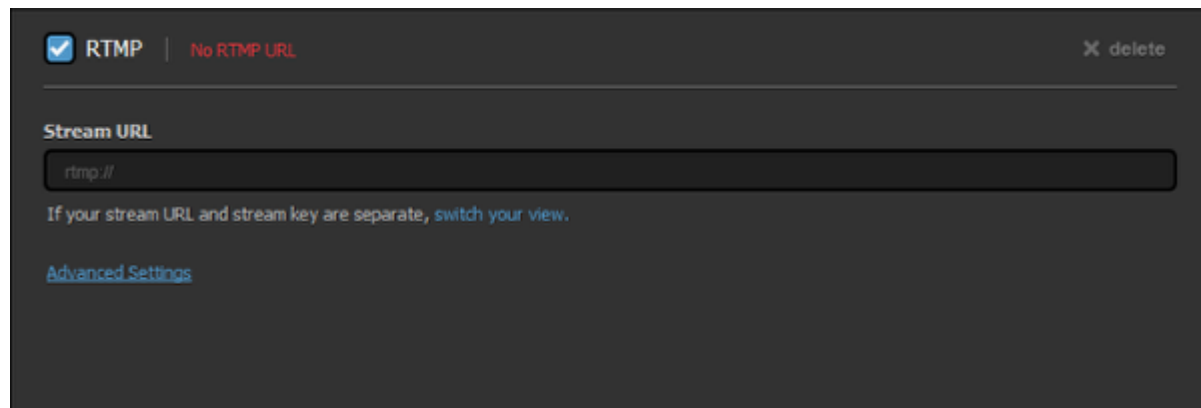 RTMP | No RTMP URL X delete
Stream URL
rtmp://
If your stream URL and stream key are separate, switch your view.
Advanced Settings